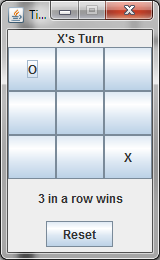 Ti...
X's Turn
O
X
3 in a row wins
Reset